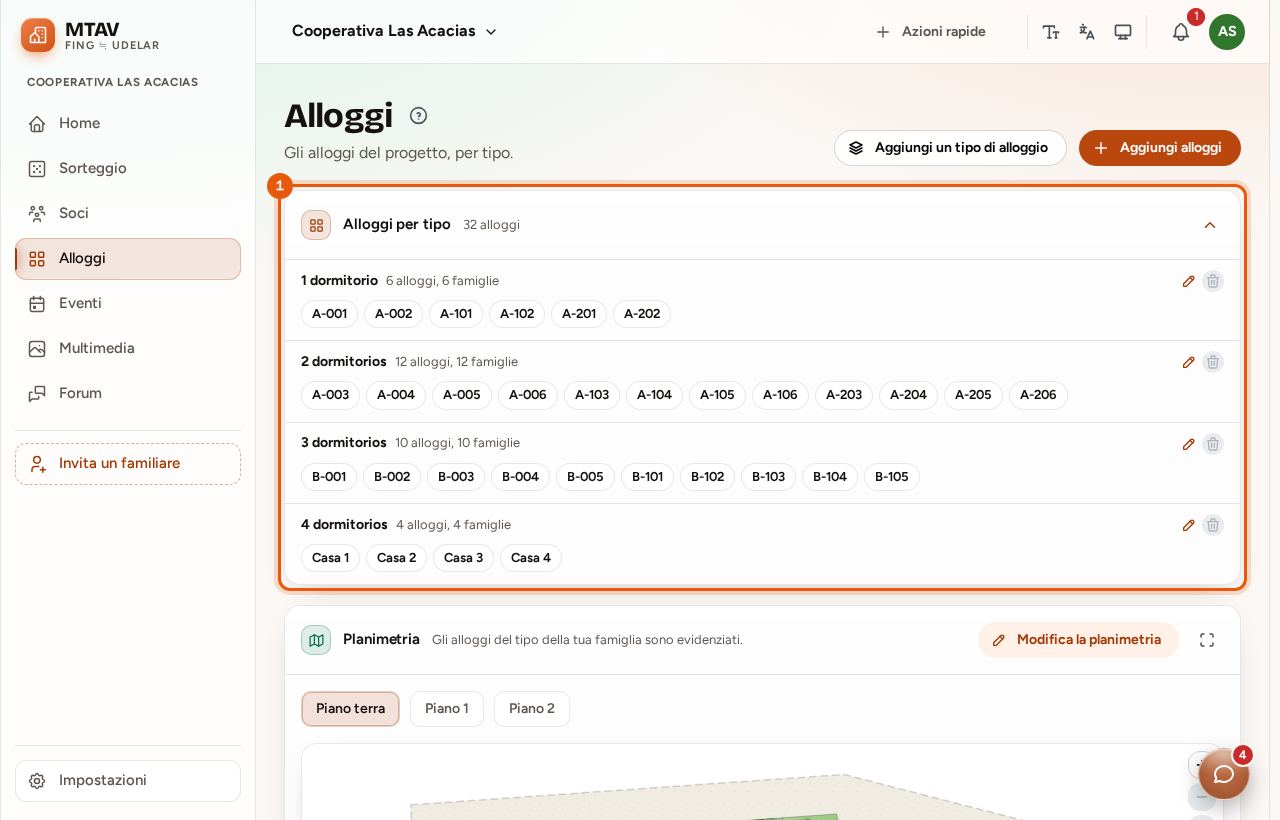 MTAV
FING ≒ UDELAR
COOPERATIVA LAS ACACIAS
Home
Sorteggio
Soci
Alloggi
Eventi
Multimedia
Forum
Invita un familiare
Impostazioni
Cooperativa Las Acacias
Azioni rapide
1
AS
Alloggi
Gli alloggi del progetto, per tipo.
Aggiungi un tipo di alloggio
Aggiungi alloggi
1
Alloggi per tipo 32 alloggi
1 dormitorio 6 alloggi, 6 famiglie
A-001 A-002 A-101 A-102 A-201 A-202
2 dormitorios 12 alloggi, 12 famiglie
A-003 A-004 A-005 A-006 A-103 A-104 A-105 A-106 A-203 A-204 A-205 A-206
3 dormitorios 10 alloggi, 10 famiglie
B-001 B-002 B-003 B-004 B-005 B-101 B-102 B-103 B-104 B-105
4 dormitorios 4 alloggi, 4 famiglie
Casa 1 Casa 2 Casa 3 Casa 4
Planimetria Gli alloggi del tipo della tua famiglia sono evidenziati.
Modifica la planimetria
Piano terra Piano 1 Piano 2
4